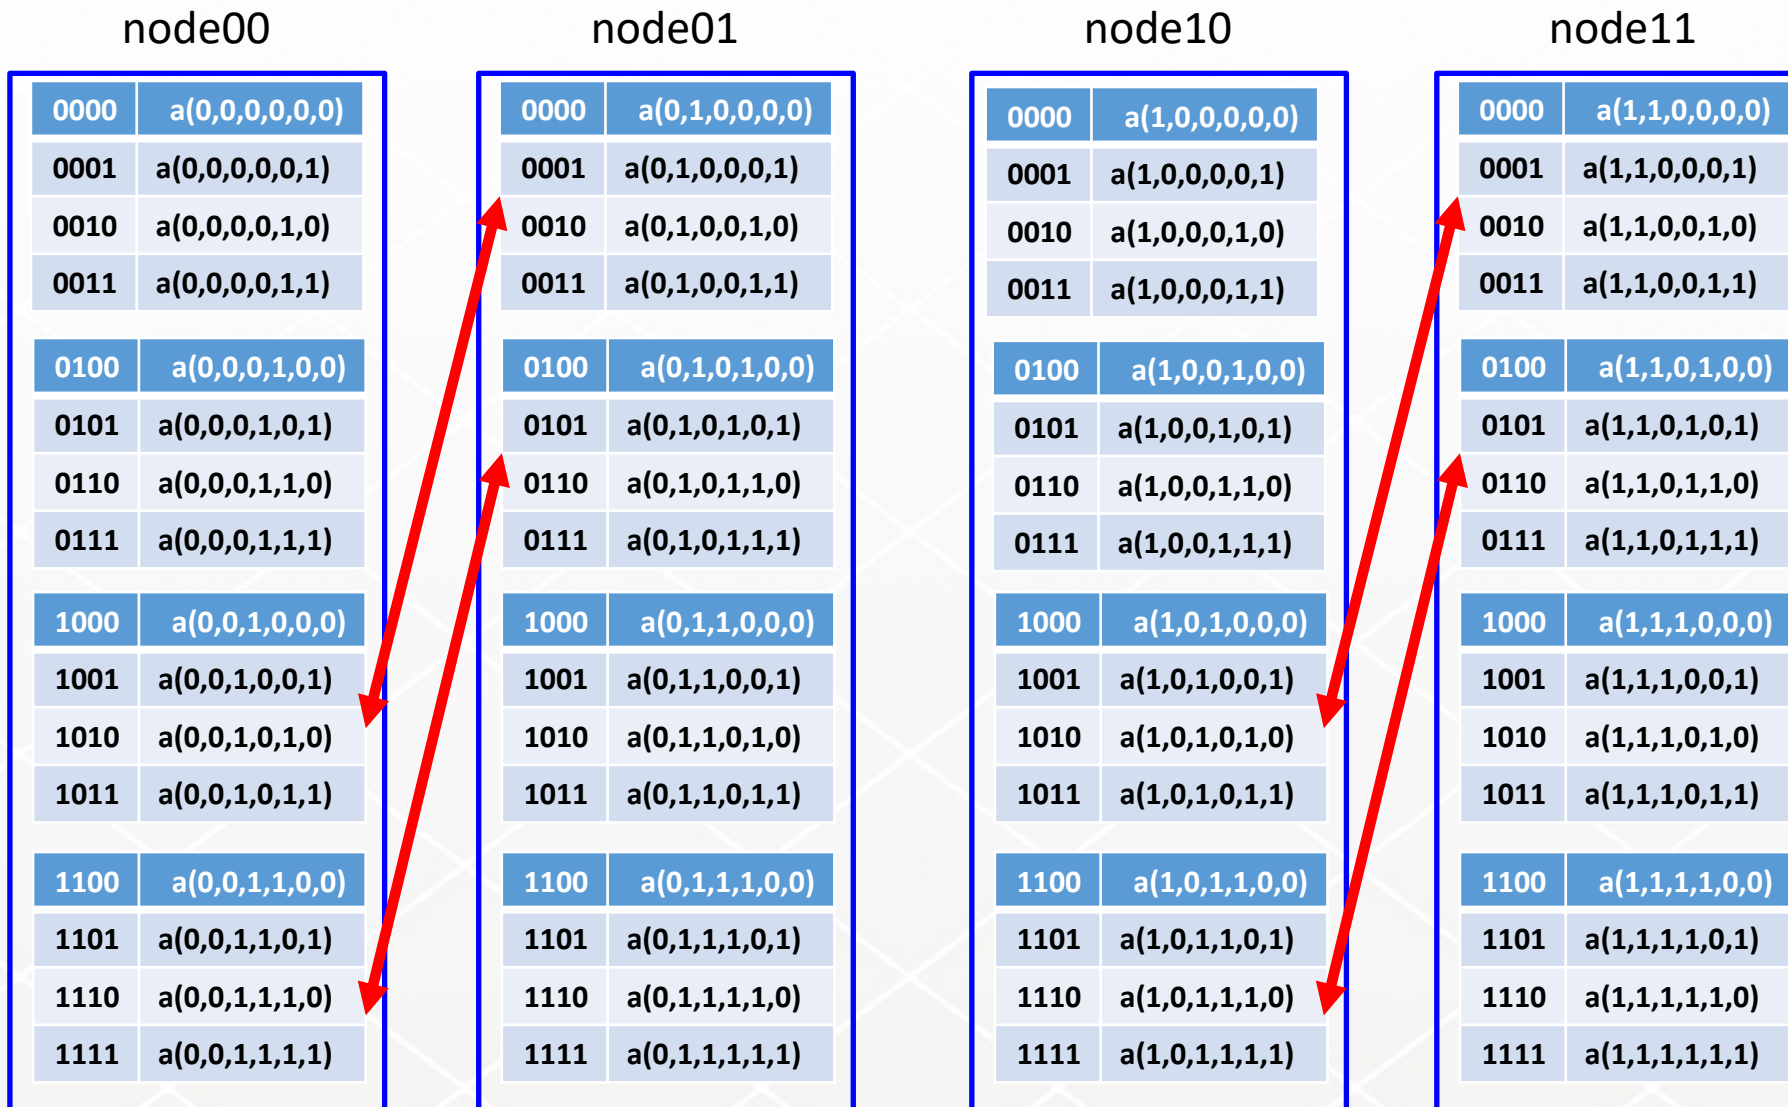 node00
0000 a(0,0,0,0,0,0)
0001 a(0,0,0,0,0,1)
0010 a(0,0,0,0,1,0)
0011 a(0,0,0,0,1,1)
0100 a(0,0,0,1,0,0)
0101 a(0,0,0,1,0,1)
0110 a(0,0,0,1,1,0)
0111 a(0,0,0,1,1,1)
1000 a(0,0,1,0,0,0)
1001 a(0,0,1,0,0,1)
1010 a(0,0,1,0,1,0)
1011 a(0,0,1,0,1,1)
1100 a(0,0,1,1,0,0)
1101 a(0,0,1,1,0,1)
1110 a(0,0,1,1,1,0)
1111 a(0,0,1,1,1,1)
node01
0000 a(0,1,0,0,0,0)
0001 a(0,1,0,0,0,1)
0010 a(0,1,0,0,1,0)
0011 a(0,1,0,0,1,1)
0100 a(0,1,0,1,0,0)
0101 a(0,1,0,1,0,1)
0110 a(0,1,0,1,1,0)
0111 a(0,1,0,1,1,1)
1000 a(0,1,1,0,0,0)
1001 a(0,1,1,0,0,1)
1010 a(0,1,1,0,1,0)
1011 a(0,1,1,0,1,1)
1100 a(0,1,1,1,0,0)
1101 a(0,1,1,1,0,1)
1110 a(0,1,1,1,1,0)
1111 a(0,1,1,1,1,1)
node10
0000 a(1,0,0,0,0,0)
0001 a(1,0,0,0,0,1)
0010 a(1,0,0,0,1,0)
0011 a(1,0,0,0,1,1)
0100 a(1,0,0,1,0,0)
0101 a(1,0,0,1,0,1)
0110 a(1,0,0,1,1,0)
0111 a(1,0,0,1,1,1)
1000 a(1,0,1,0,0,0)
1001 a(1,0,1,0,0,1)
1010 a(1,0,1,0,1,0)
1011 a(1,0,1,0,1,1)
1100 a(1,0,1,1,0,0)
1101 a(1,0,1,1,0,1)
1110 a(1,0,1,1,1,0)
1111 a(1,0,1,1,1,1)
node11
0000 a(1,1,0,0,0,0)
0001 a(1,1,0,0,0,1)
0010 a(1,1,0,0,1,0)
0011 a(1,1,0,0,1,1)
0100 a(1,1,0,1,0,0)
0101 a(1,1,0,1,0,1)
0110 a(1,1,0,1,1,0)
0111 a(1,1,0,1,1,1)
1000 a(1,1,1,0,0,0)
1001 a(1,1,1,0,0,1)
1010 a(1,1,1,0,1,0)
1011 a(1,1,1,0,1,1)
1100 a(1,1,1,1,0,0)
1101 a(1,1,1,1,0,1)
1110 a(1,1,1,1,1,0)
1111 a(1,1,1,1,1,1)